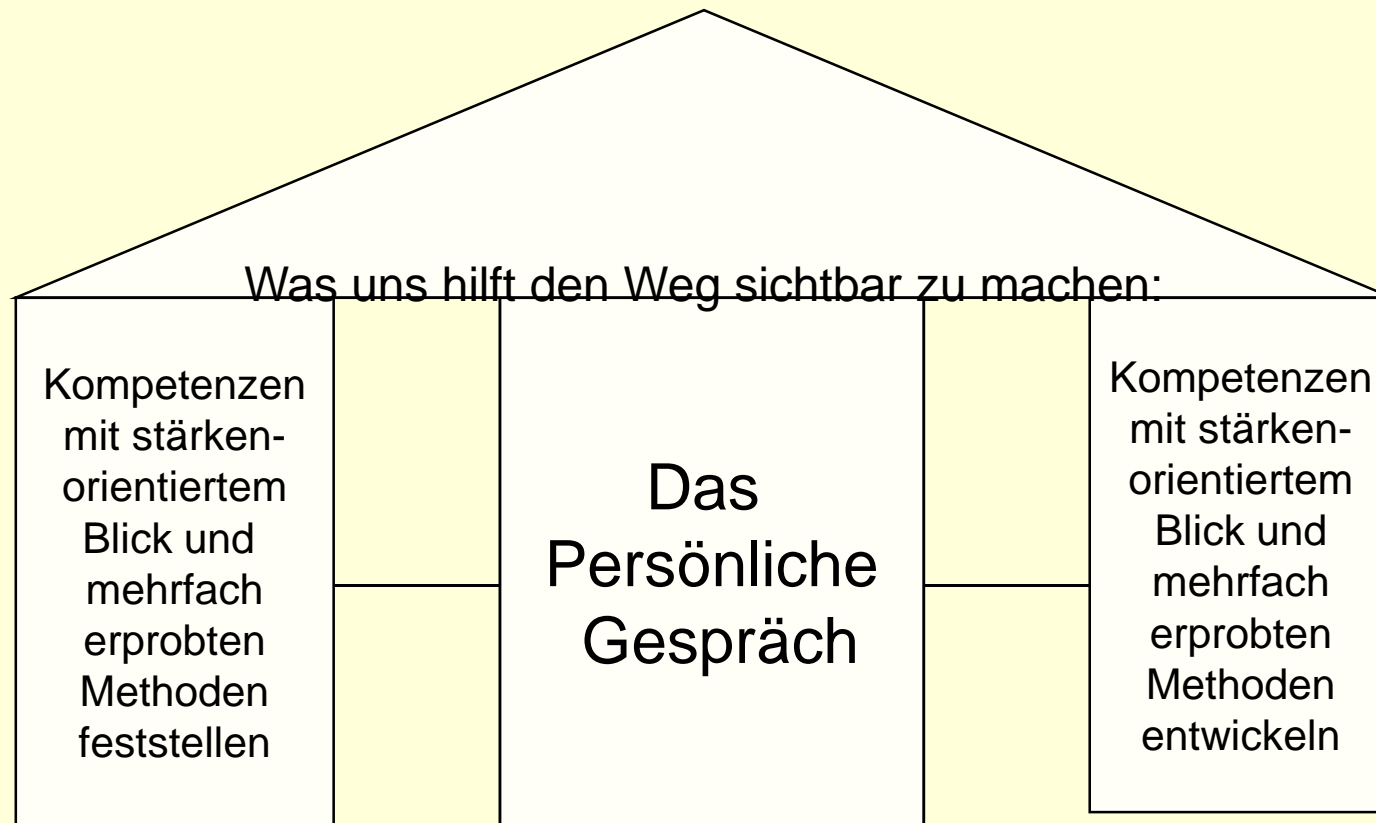 Was uns hilft den Weg sichtbar zu machen:
Kompetenzen
mit stärken-
orientiertem
Blick und
mehrfach
erprobten
Methoden
feststellen
Das
Persönliche
Gespräch
Kompetenzen
mit stärken-
orientiertem
Blick und
mehrfach
erprobten
Methoden
entwickeln